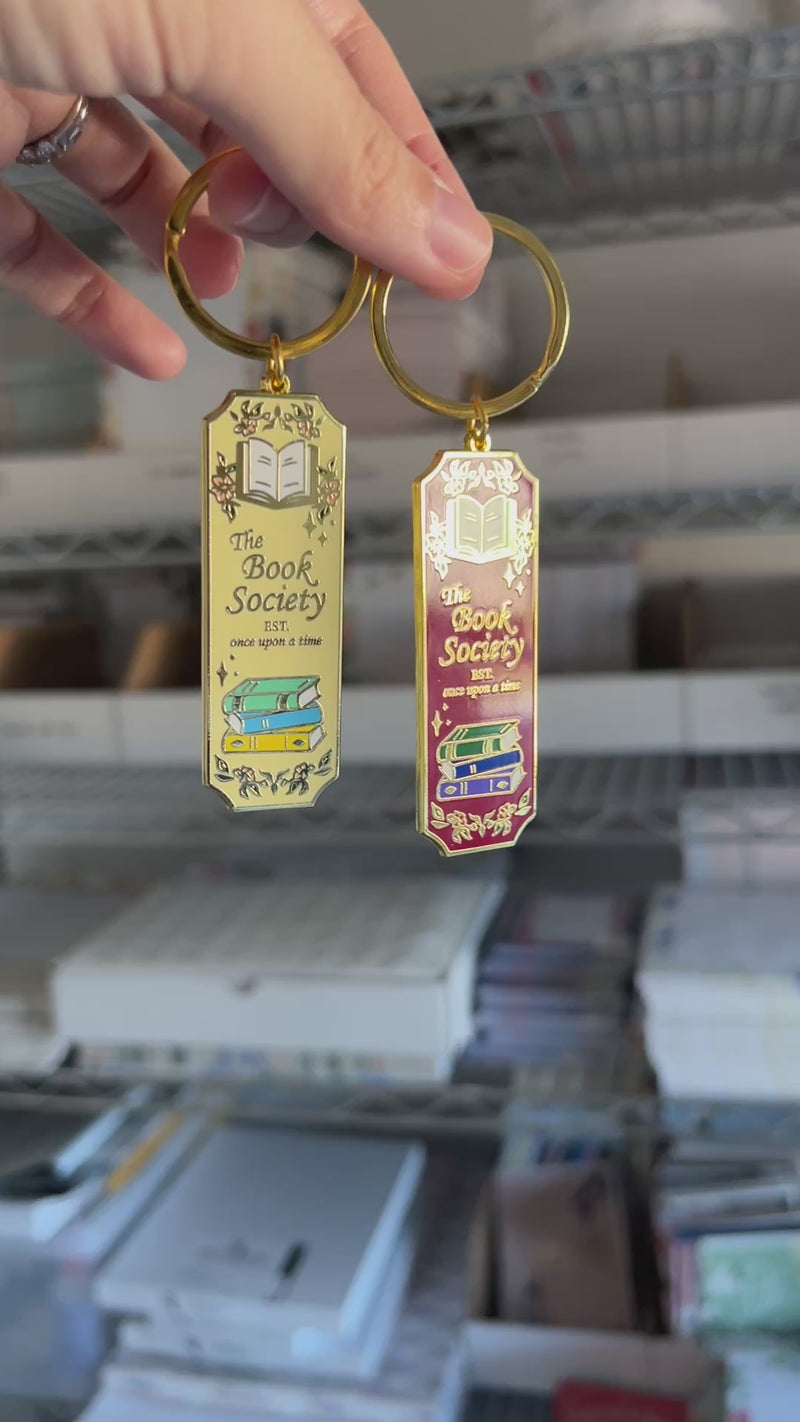 The
Book
Society
EST.
once upon a time
The
Book
Society
EST.
once upon a time